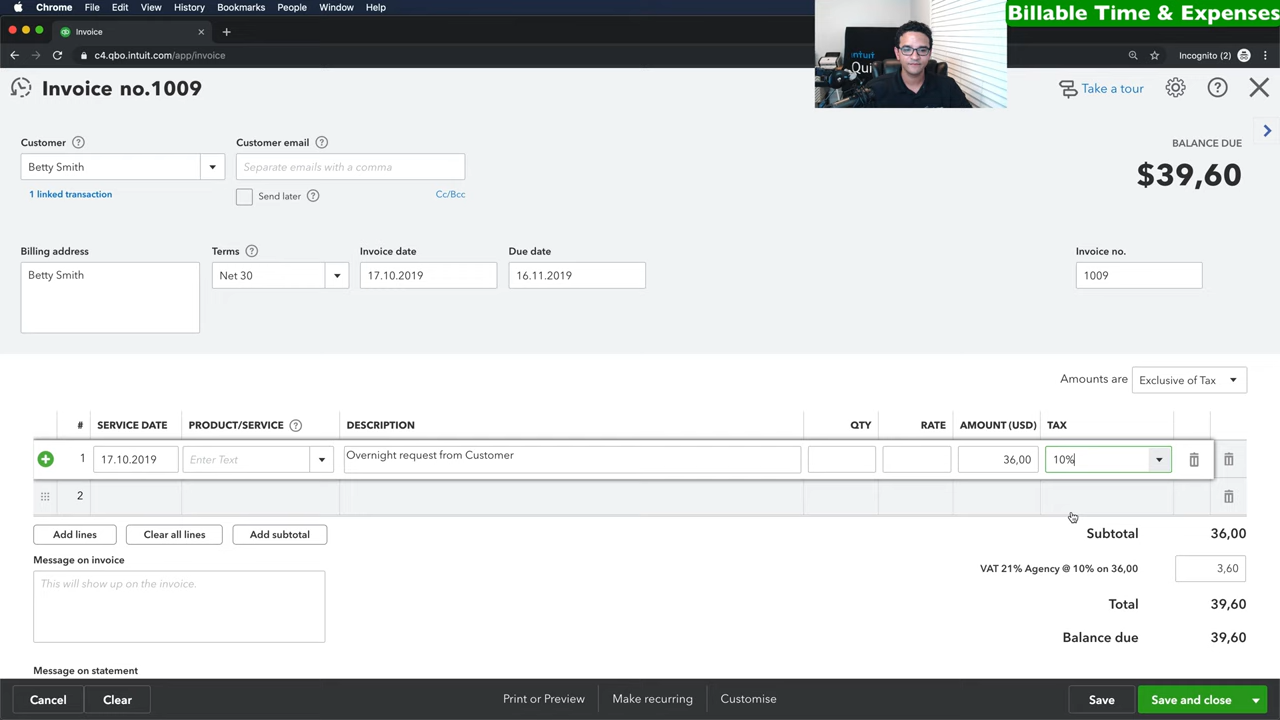 Chrome File Edit View History Bookmarks People Window Help
Billable Time & Expenses
Invoice
c4.qbo.intuit.com/app/invoice
Incognito (2)
intuit
Qui
Invoice no.1009
Take a tour
Customer
Customer email
BALANCE DUE
Betty Smith
Separate emails with a comma
$39,60
1 linked transaction
Send later
Cc/Bcc
Billing address
Terms
Invoice date
Due date
Invoice no.
Betty Smith
Net 30
17.10.2019
16.11.2019
1009
Amounts are Exclusive of Tax
# SERVICE DATE PRODUCT/SERVICE DESCRIPTION QTY RATE AMOUNT (USD) TAX
1 17.10.2019 Enter Text Overnight request from Customer 36,00 10%
2
Add lines Clear all lines Add subtotal
Subtotal 36,00
Message on invoice
This will show up on the invoice.
VAT 21% Agency @ 10% on 36,00 3,60
Total 39,60
Balance due 39,60
Message on statement
Cancel Clear Print or Preview Make recurring Customise Save Save and close